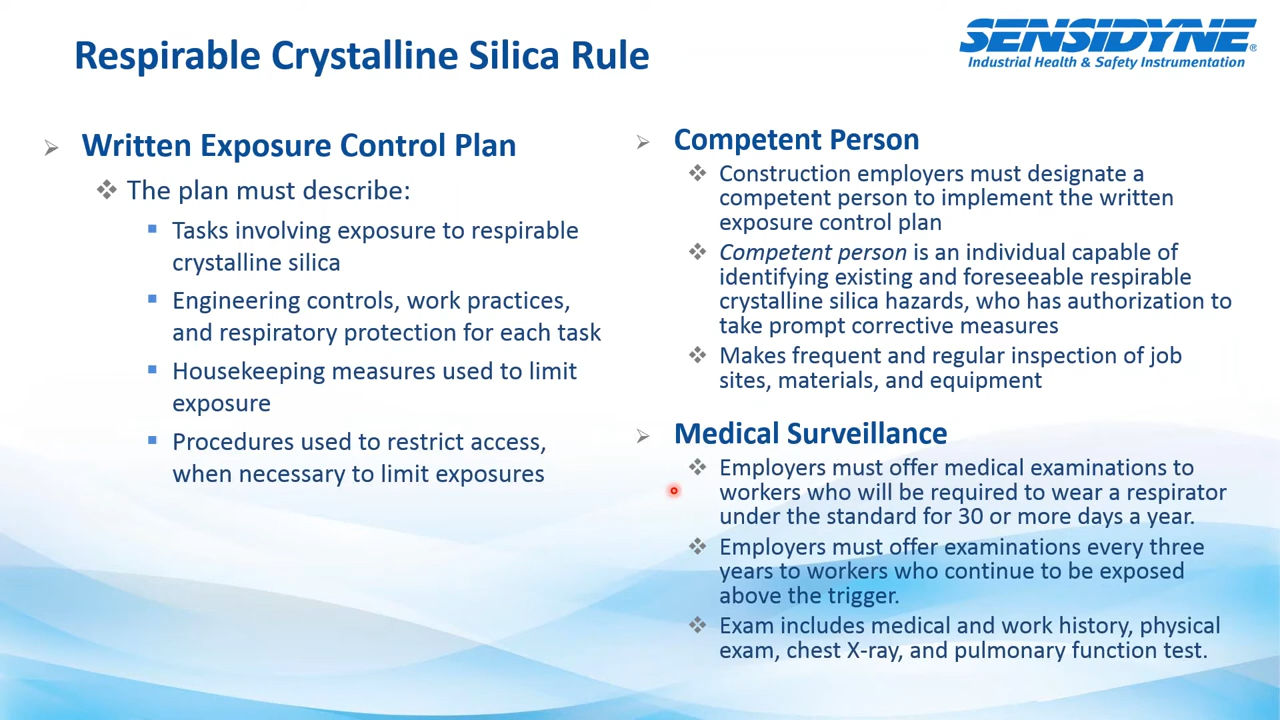 Respirable Crystalline Silica Rule
SENSIDYNE®
Industrial Health & Safety Instrumentation
Written Exposure Control Plan
The plan must describe:
Tasks involving exposure to respirable
crystalline silica
Engineering controls, work practices,
and respiratory protection for each task
Housekeeping measures used to limit
exposure
Procedures used to restrict access,
when necessary to limit exposures
Competent Person
Construction employers must designate a
competent person to implement the written
exposure control plan
Competent person is an individual capable of
identifying existing and foreseeable respirable
crystalline silica hazards, who has authorization to
take prompt corrective measures
Makes frequent and regular inspection of job
sites, materials, and equipment
Medical Surveillance
Employers must offer medical examinations to
workers who will be required to wear a respirator
under the standard for 30 or more days a year.
Employers must offer examinations every three
years to workers who continue to be exposed
above the trigger.
Exam includes medical and work history, physical
exam, chest X-ray, and pulmonary function test.